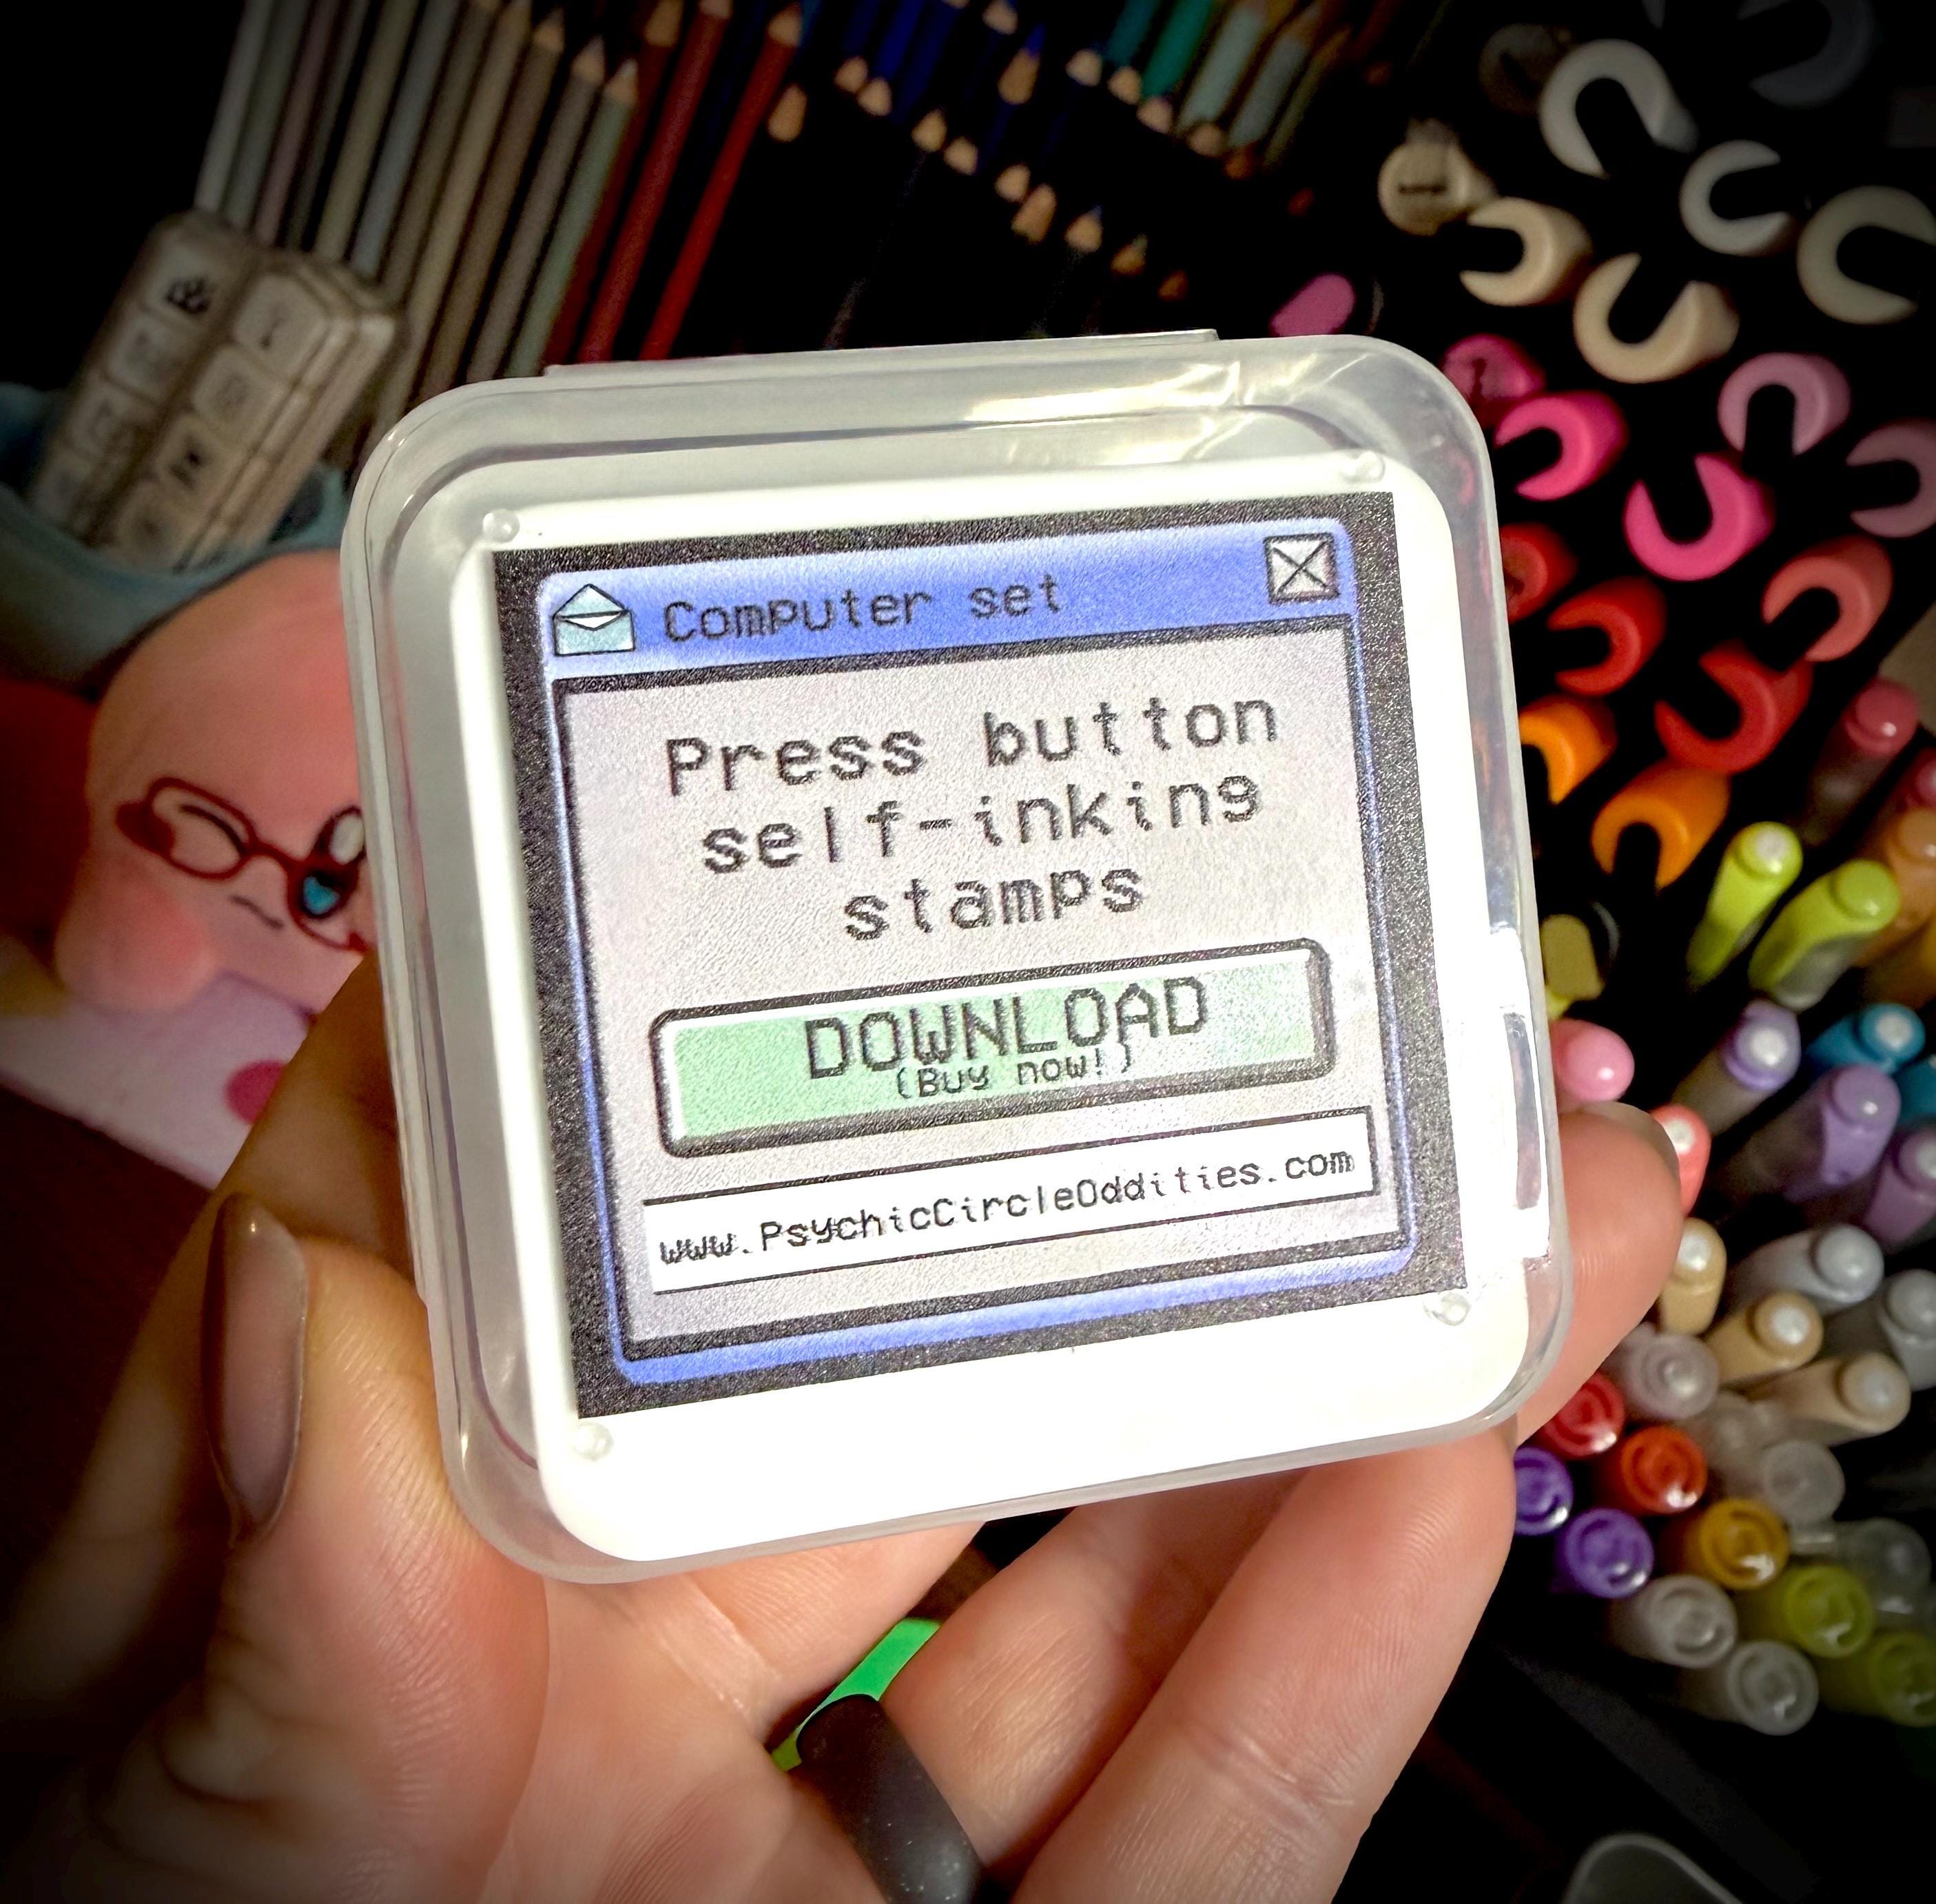 Computer set
Press button
self-inking
stamps
DOWNLOAD
(Buy now!)
www.PsychicCircleOddities.com